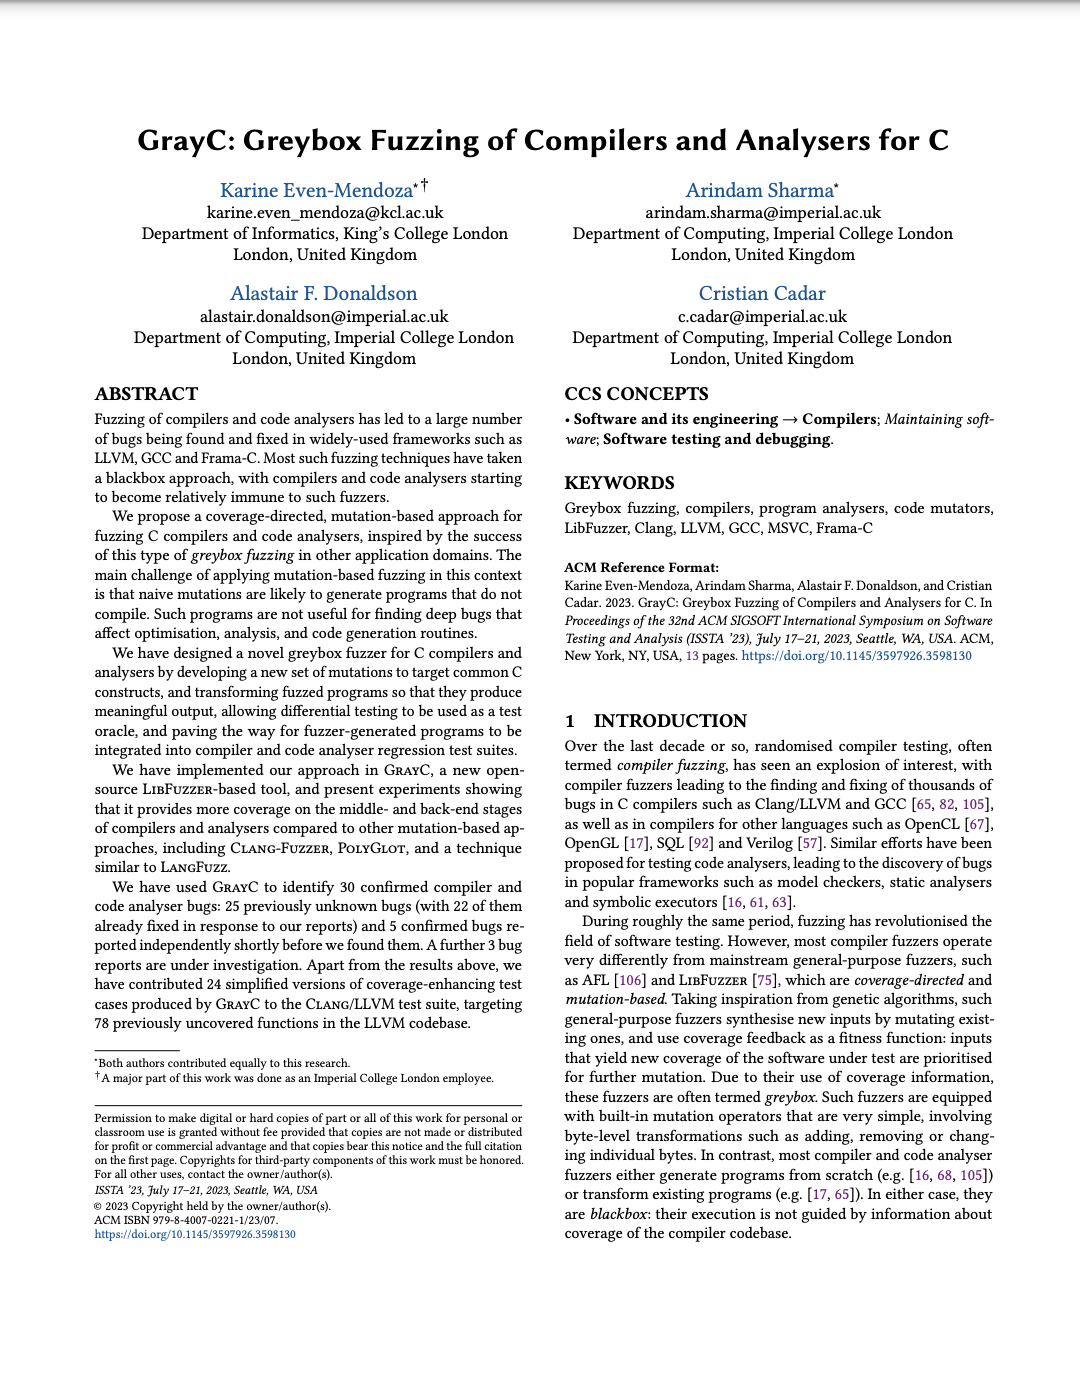 GrayC: Greybox Fuzzing of Compilers and Analysers for C
Karine Even-Mendoza*†
karine.even_mendoza@kcl.ac.uk
Department of Informatics, King's College London
London, United Kingdom
Arindam Sharma*
arindam.sharma@imperial.ac.uk
Department of Computing, Imperial College London
London, United Kingdom
Alastair F. Donaldson
alastair.donaldson@imperial.ac.uk
Department of Computing, Imperial College London
London, United Kingdom
Cristian Cadar
c.cadar@imperial.ac.uk
Department of Computing, Imperial College London
London, United Kingdom
ABSTRACT
Fuzzing of compilers and code analysers has led to a large number
of bugs being found and fixed in widely-used frameworks such as
LLVM, GCC and Frama-C. Most such fuzzing techniques have taken
a blackbox approach, with compilers and code analysers starting
to become relatively immune to such fuzzers.
We propose a coverage-directed, mutation-based approach for
fuzzing C compilers and code analysers, inspired by the success
of this type of greybox fuzzing in other application domains. The
main challenge of applying mutation-based fuzzing in this context
is that naive mutations are likely to generate programs that do not
compile. Such programs are not useful for finding deep bugs that
affect optimisation, analysis, and code generation routines.
We have designed a novel greybox fuzzer for C compilers and
analysers by developing a new set of mutations to target common C
constructs, and transforming fuzzed programs so that they produce
meaningful output, allowing differential testing to be used as a test
oracle, and paving the way for fuzzer-generated programs to be
integrated into compiler and code analyser regression test suites.
We have implemented our approach in GrayC, a new open-
source LibFuzzer-based tool, and present experiments showing
that it provides more coverage on the middle- and back-end stages
of compilers and analysers compared to other mutation-based ap-
proaches, including Clang-Fuzzer, PolyGlot, and a technique
similar to LangFuzz.
We have used GrayC to identify 30 confirmed compiler and
code analyser bugs: 25 previously unknown bugs (with 22 of them
already fixed in response to our reports) and 5 confirmed bugs re-
ported independently shortly before we found them. A further 3 bug
reports are under investigation. Apart from the results above, we
have contributed 24 simplified versions of coverage-enhancing test
cases produced by GrayC to the Clang/LLVM test suite, targeting
78 previously uncovered functions in the LLVM codebase.
*Both authors contributed equally to this research.
†A major part of this work was done as an Imperial College London employee.
Permission to make digital or hard copies of part or all of this work for personal or
classroom use is granted without fee provided that copies are not made or distributed
for profit or commercial advantage and that copies bear this notice and the full citation
on the first page. Copyrights for third-party components of this work must be honored.
For all other uses, contact the owner/author(s).
ISSTA '23, July 17–21, 2023, Seattle, WA, USA
© 2023 Copyright held by the owner/author(s).
ACM ISBN 979-8-4007-0221-1/23/07.
https://doi.org/10.1145/3597926.3598130
CCS CONCEPTS
• Software and its engineering → Compilers; Maintaining soft-
ware; Software testing and debugging.
KEYWORDS
Greybox fuzzing, compilers, program analysers, code mutators,
LibFuzzer, Clang, LLVM, GCC, MSVC, Frama-C
ACM Reference Format:
Karine Even-Mendoza, Arindam Sharma, Alastair F. Donaldson, and Cristian
Cadar. 2023. GrayC: Greybox Fuzzing of Compilers and Analysers for C. In
Proceedings of the 32nd ACM SIGSOFT International Symposium on Software
Testing and Analysis (ISSTA '23), July 17–21, 2023, Seattle, WA, USA. ACM,
New York, NY, USA, 13 pages. https://doi.org/10.1145/3597926.3598130
1 INTRODUCTION
Over the last decade or so, randomised compiler testing, often
termed compiler fuzzing, has seen an explosion of interest, with
compiler fuzzers leading to the finding and fixing of thousands of
bugs in C compilers such as Clang/LLVM and GCC [65, 82, 105],
as well as in compilers for other languages such as OpenCL [67],
OpenGL [17], SQL [92] and Verilog [57]. Similar efforts have been
proposed for testing code analysers, leading to the discovery of bugs
in popular frameworks such as model checkers, static analysers
and symbolic executors [16, 61, 63].
During roughly the same period, fuzzing has revolutionised the
field of software testing. However, most compiler fuzzers operate
very differently from mainstream general-purpose fuzzers, such
as AFL [106] and LibFuzzer [75], which are coverage-directed and
mutation-based. Taking inspiration from genetic algorithms, such
general-purpose fuzzers synthesise new inputs by mutating exist-
ing ones, and use coverage feedback as a fitness function: inputs
that yield new coverage of the software under test are prioritised
for further mutation. Due to their use of coverage information,
these fuzzers are often termed greybox. Such fuzzers are equipped
with built-in mutation operators that are very simple, involving
byte-level transformations such as adding, removing or chang-
ing individual bytes. In contrast, most compiler and code analyser
fuzzers either generate programs from scratch (e.g. [16, 68, 105])
or transform existing programs (e.g. [17, 65]). In either case, they
are blackbox: their execution is not guided by information about
coverage of the compiler codebase.